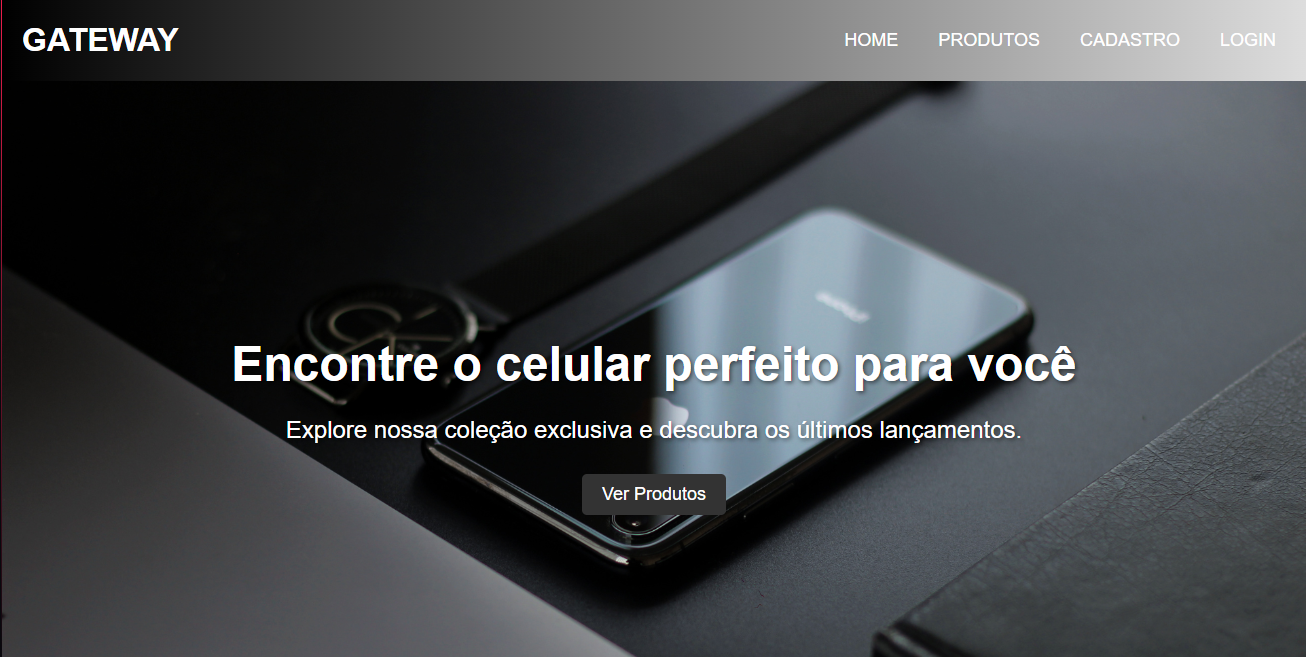 GATEWAY
HOME PRODUTOS CADASTRO LOGIN
Encontre o celular perfeito para você
Explore nossa coleção exclusiva e descubra os últimos lançamentos.
Ver Produtos
iPhone